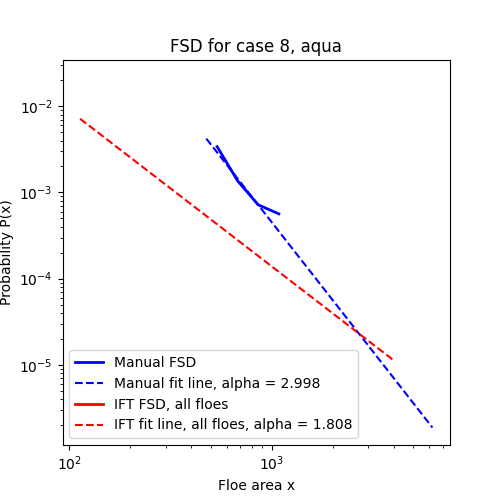 FSD for case 8, aqua
Probability P(x)
10⁻²
10⁻³
10⁻⁴
10⁻⁵
Manual FSD
Manual fit line, alpha = 2.998
IFT FSD, all floes
IFT fit line, all floes, alpha = 1.808
10²
10³
Floe area x